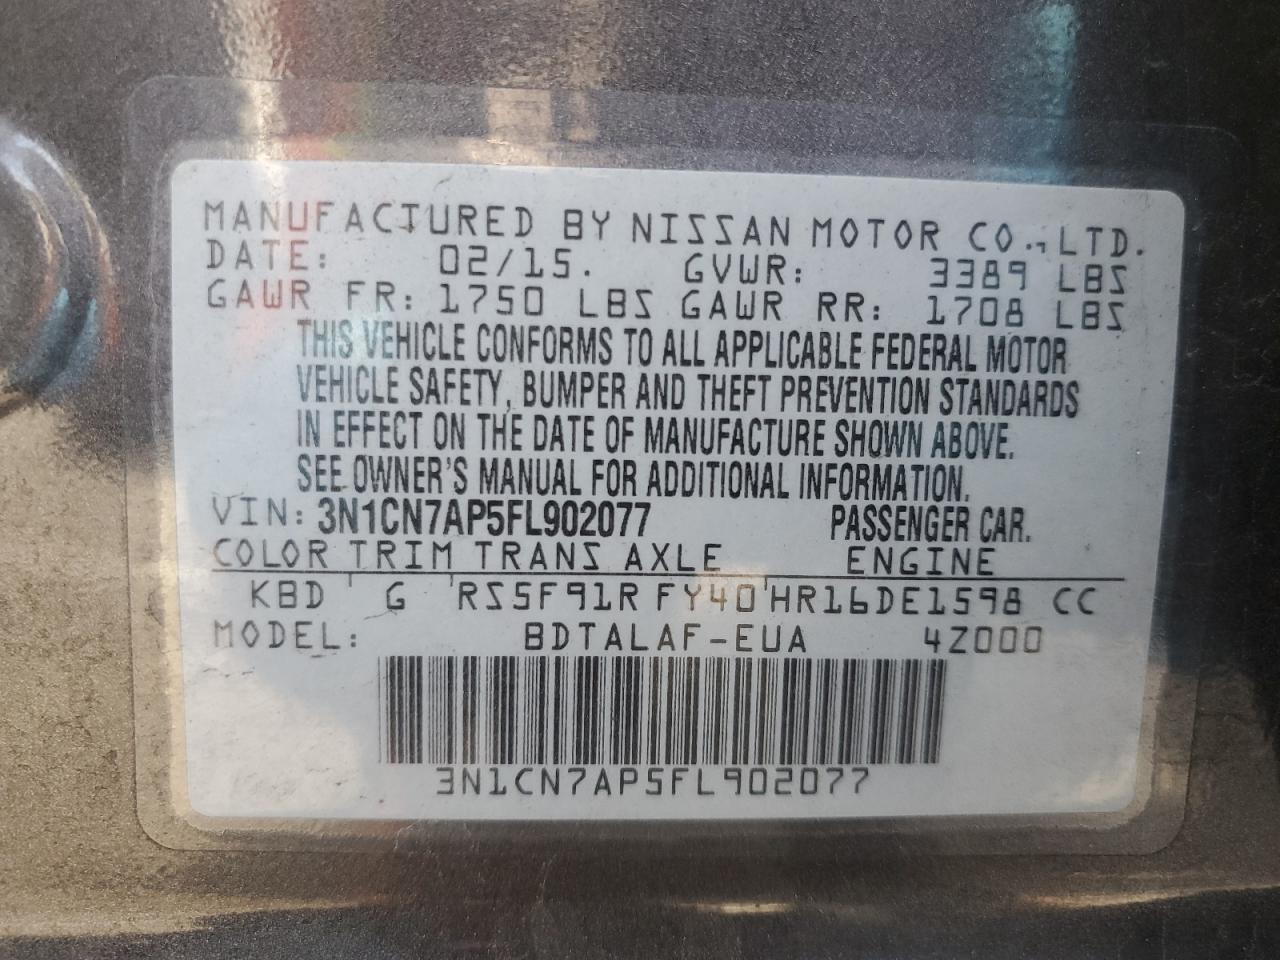 MANUFACTURED BY NISSAN MOTOR CO., LTD.
DATE: 02/15. GVWR: 3389 LBS
GAWR FR: 1750 LBS GAWR RR: 1708 LBS
THIS VEHICLE CONFORMS TO ALL APPLICABLE FEDERAL MOTOR
VEHICLE SAFETY, BUMPER AND THEFT PREVENTION STANDARDS
IN EFFECT ON THE DATE OF MANUFACTURE SHOWN ABOVE.
SEE OWNER'S MANUAL FOR ADDITIONAL INFORMATION.
VIN: 3N1CN7AP5FL902077 PASSENGER CAR.
COLOR TRIM TRANS AXLE ENGINE
KBD G RS5F91R FY40 HR16DE1598 CC
MODEL: BDTALAF-EUA 4Z000
3N1CN7AP5FL902077